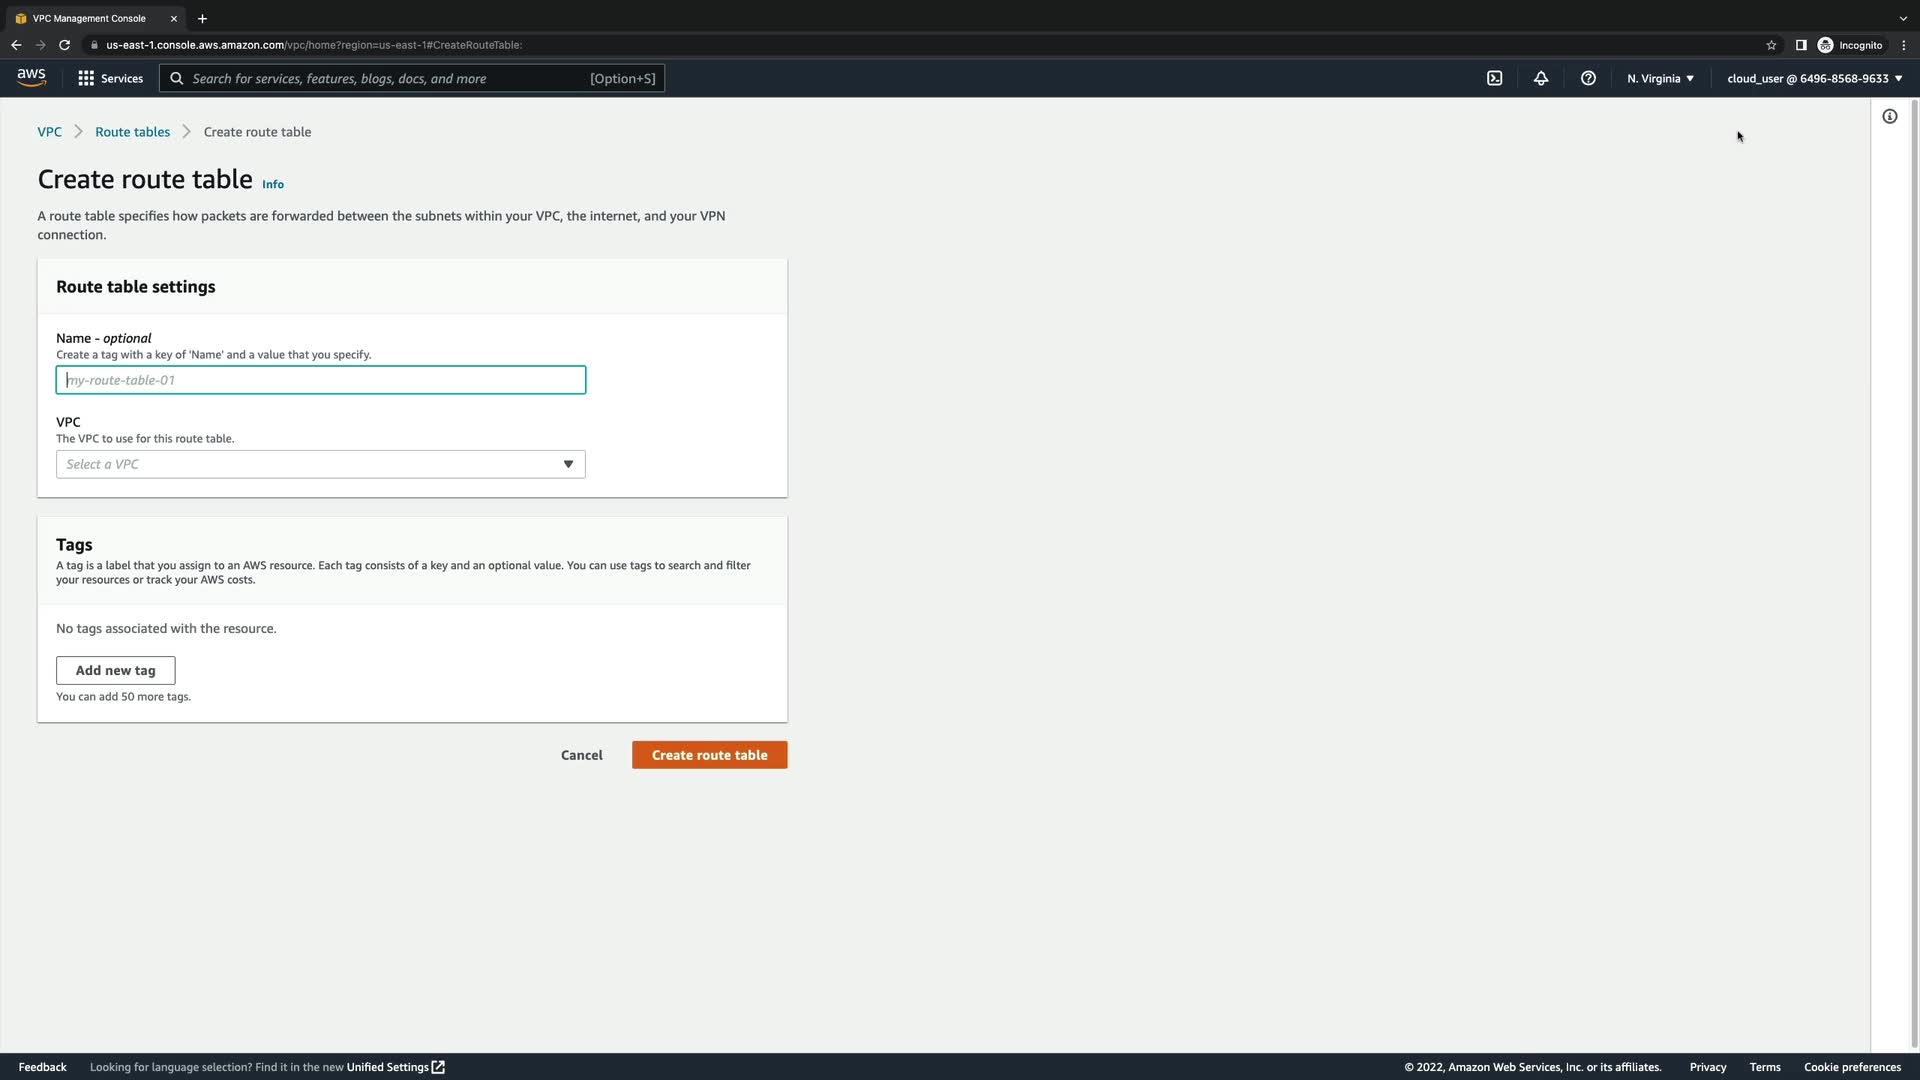 VPC Management Console
us-east-1.console.aws.amazon.com/vpc/home?region=us-east-1#CreateRouteTable:
Incognito
aws
Services
Search for services, features, blogs, docs, and more
[Option+S]
N. Virginia
cloud_user @ 6496-8568-9633
VPC
Route tables
Create route table
Create route table
Info
A route table specifies how packets are forwarded between the subnets within your VPC, the internet, and your VPN
connection.
Route table settings
Name - optional
Create a tag with a key of 'Name' and a value that you specify.
my-route-table-01
VPC
The VPC to use for this route table.
Select a VPC
Tags
A tag is a label that you assign to an AWS resource. Each tag consists of a key and an optional value. You can use tags to search and filter
your resources or track your AWS costs.
No tags associated with the resource.
Add new tag
You can add 50 more tags.
Cancel
Create route table
Feedback
Looking for language selection? Find it in the new Unified Settings
© 2022, Amazon Web Services, Inc. or its affiliates.
Privacy
Terms
Cookie preferences